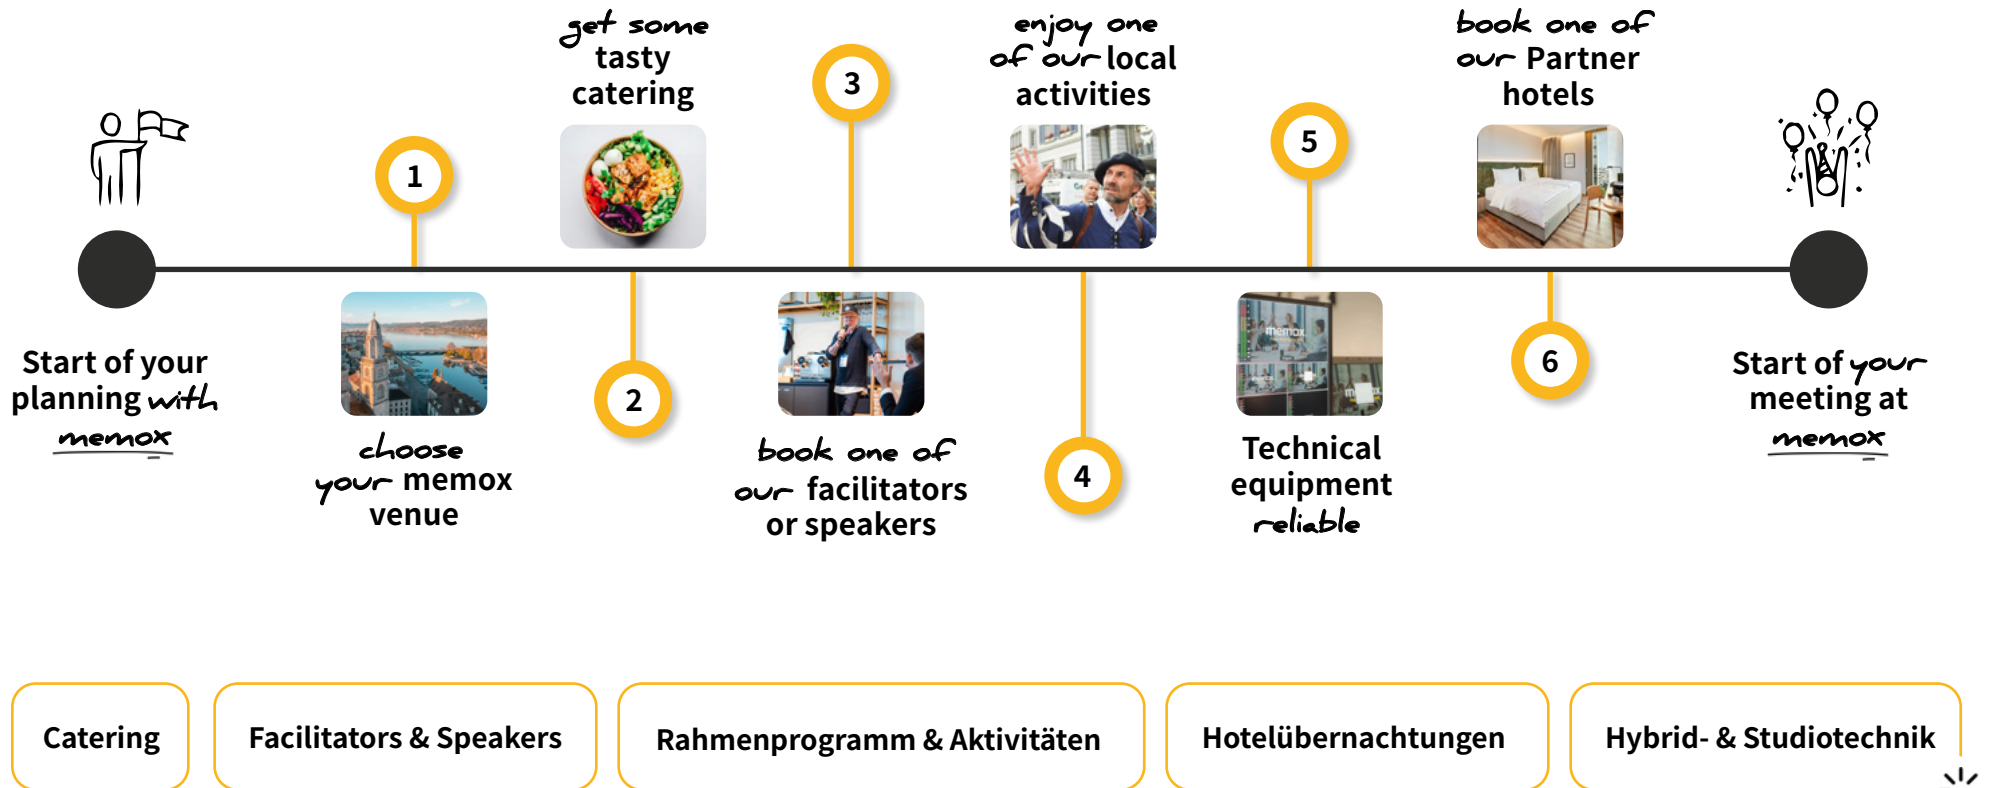 Start of your
planning with
memox
1
choose
your memox
venue
get some
tasty
catering
2
3
book one of
our facilitators
or speakers
enjoy one
of our local
activities
4
5
Technical
equipment
reliable
book one of
our Partner
hotels
6
Start of your
meeting at
memox
memox
Catering
Facilitators & Speakers
Rahmenprogramm & Aktivitäten
Hotelübernachtungen
Hybrid- & Studiotechnik